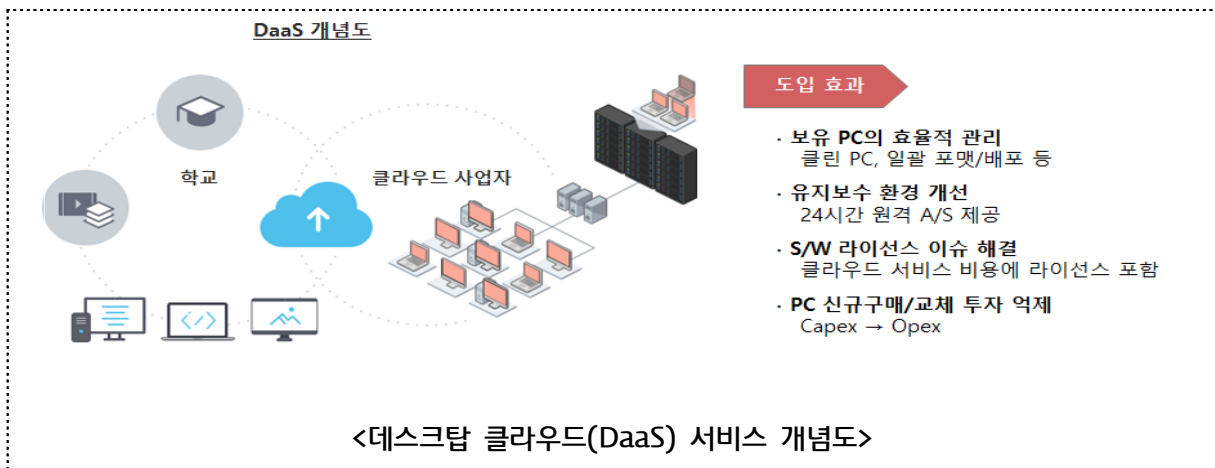 DaaS 개념도
학교
클라우드 사업자
도입 효과
· 보유 PC의 효율적 관리
클린 PC, 일괄 포맷/배포 등
· 유지보수 환경 개선
24시간 원격 A/S 제공
· S/W 라이선스 이슈 해결
클라우드 서비스 비용에 라이선스 포함
· PC 신규구매/교체 투자 억제
Capex → Opex
<데스크탑 클라우드(DaaS) 서비스 개념도>